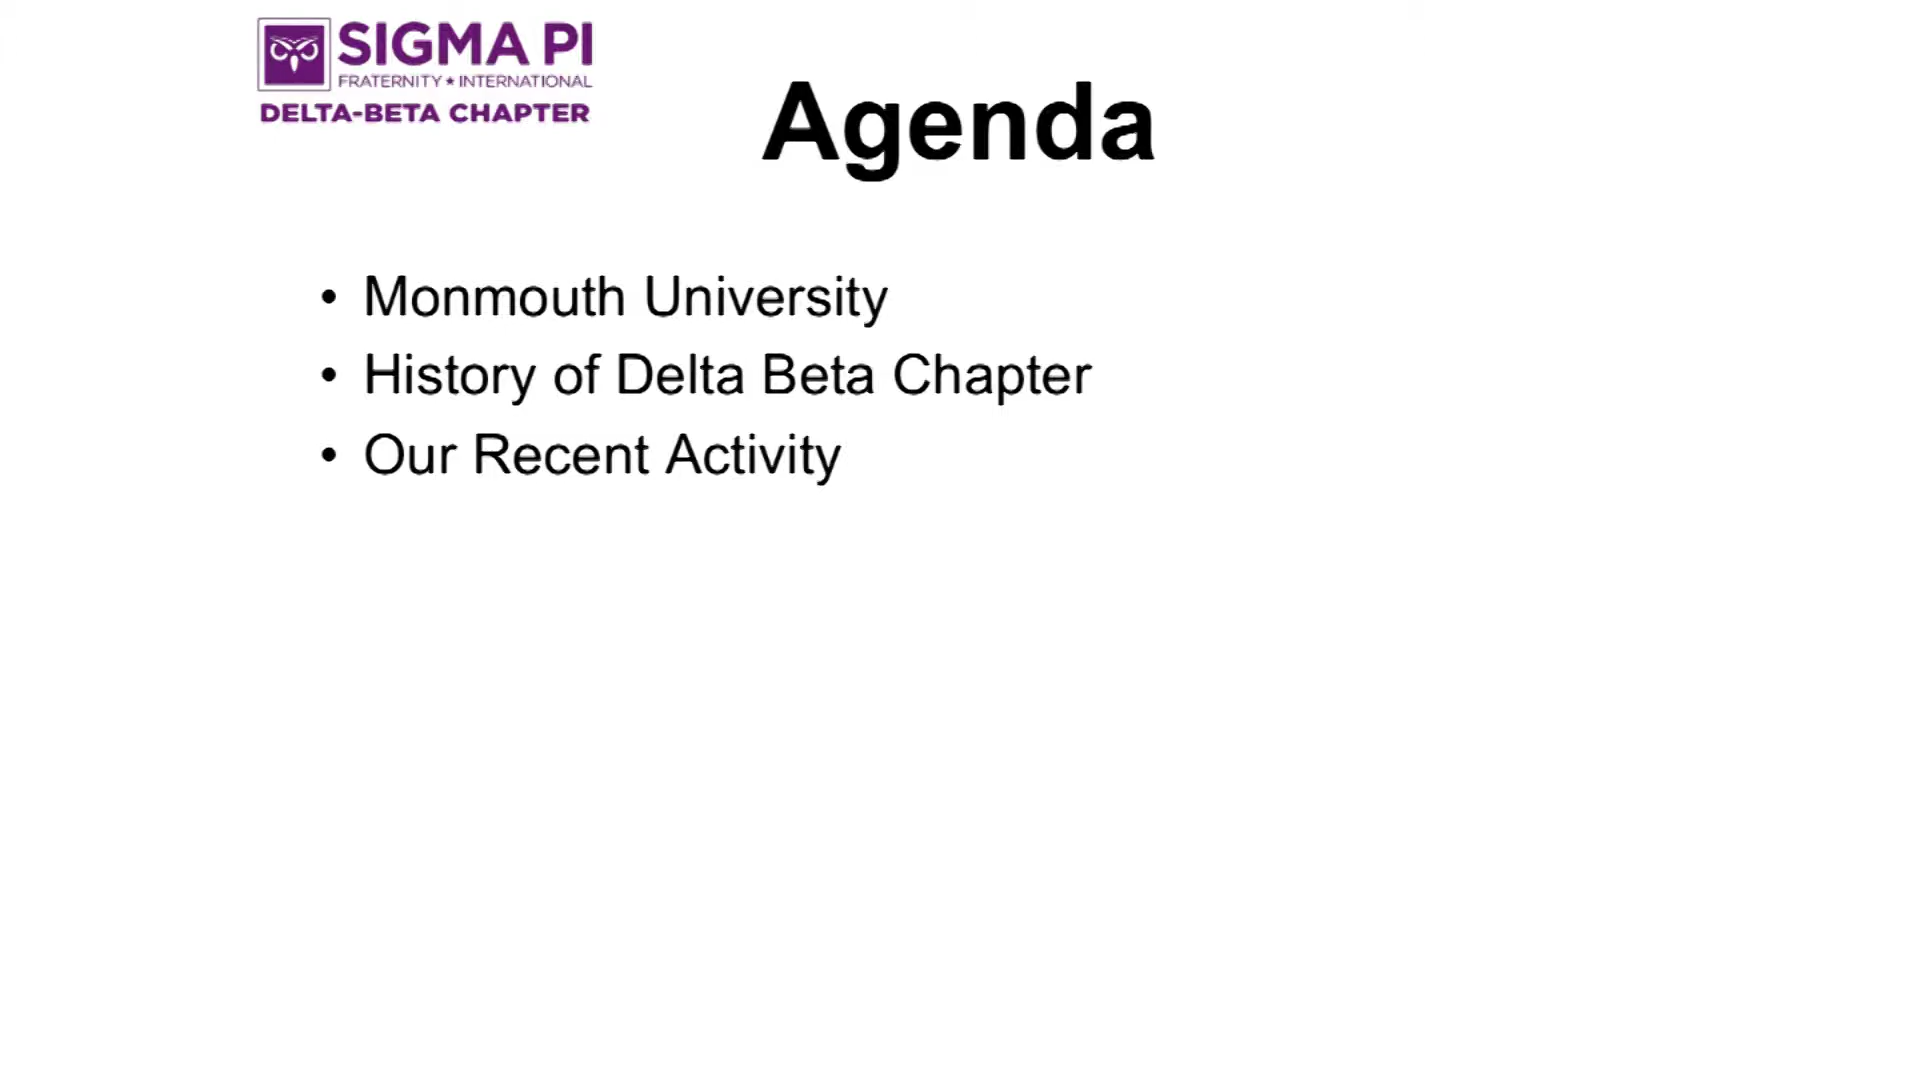 SIGMA PI
FRATERNITY★INTERNATIONAL
DELTA-BETA CHAPTER
Agenda
• Monmouth University
• History of Delta Beta Chapter
• Our Recent Activity